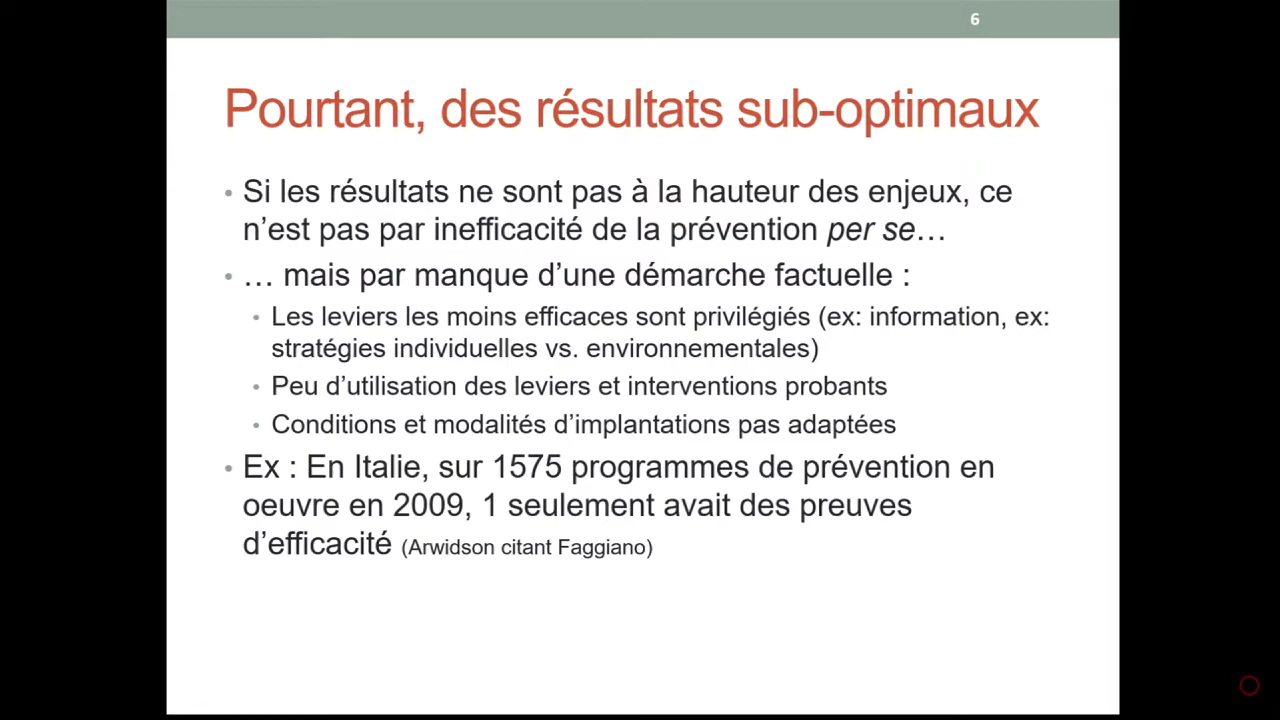 6
Pourtant, des résultats sub-optimaux
• Si les résultats ne sont pas à la hauteur des enjeux, ce
n’est pas par inefficacité de la prévention per se…
• … mais par manque d’une démarche factuelle :
• Les leviers les moins efficaces sont privilégiés (ex: information, ex:
stratégies individuelles vs. environnementales)
• Peu d’utilisation des leviers et interventions probants
• Conditions et modalités d’implantations pas adaptées
• Ex : En Italie, sur 1575 programmes de prévention en
oeuvre en 2009, 1 seulement avait des preuves
d’efficacité (Arwidson citant Faggiano)